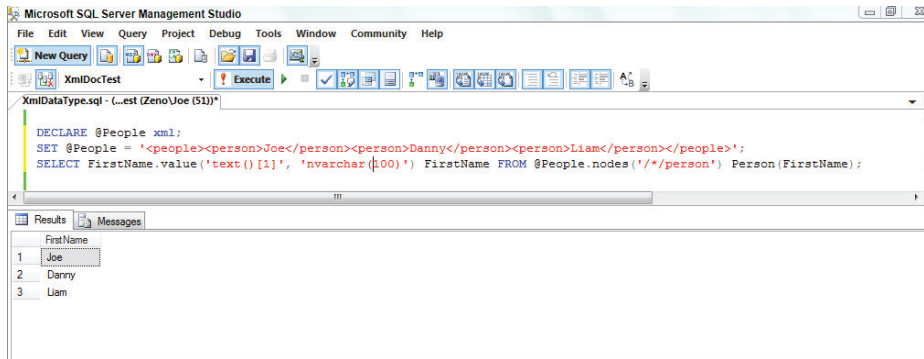 Microsoft SQL Server Management Studio
File Edit View Query Project Debug Tools Window Community Help
New Query
XmlDocTest Execute
XmlDataType.sql - (...est (Zeno\Joe (51))*
DECLARE @People xml;
SET @People = '<people><person>Joe</person><person>Danny</person><person>Liam</person></people>';
SELECT FirstName.value('text()[1]', 'nvarchar(100)') FirstName FROM @People.nodes('/*/person') Person(FirstName);
Results Messages
FirstName
1 Joe
2 Danny
3 Liam